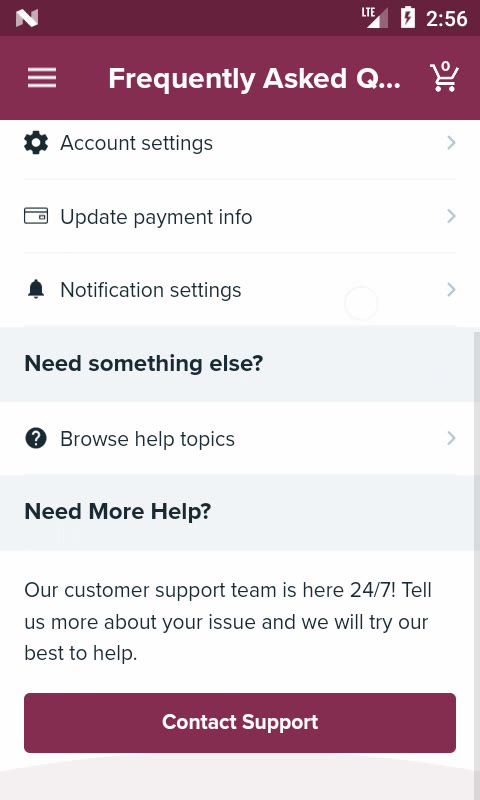 LTE
2:56
Frequently Asked Q...
0
Account settings
Update payment info
Notification settings
Need something else?
Browse help topics
Need More Help?
Our customer support team is here 24/7! Tell
us more about your issue and we will try our
best to help.
Contact Support